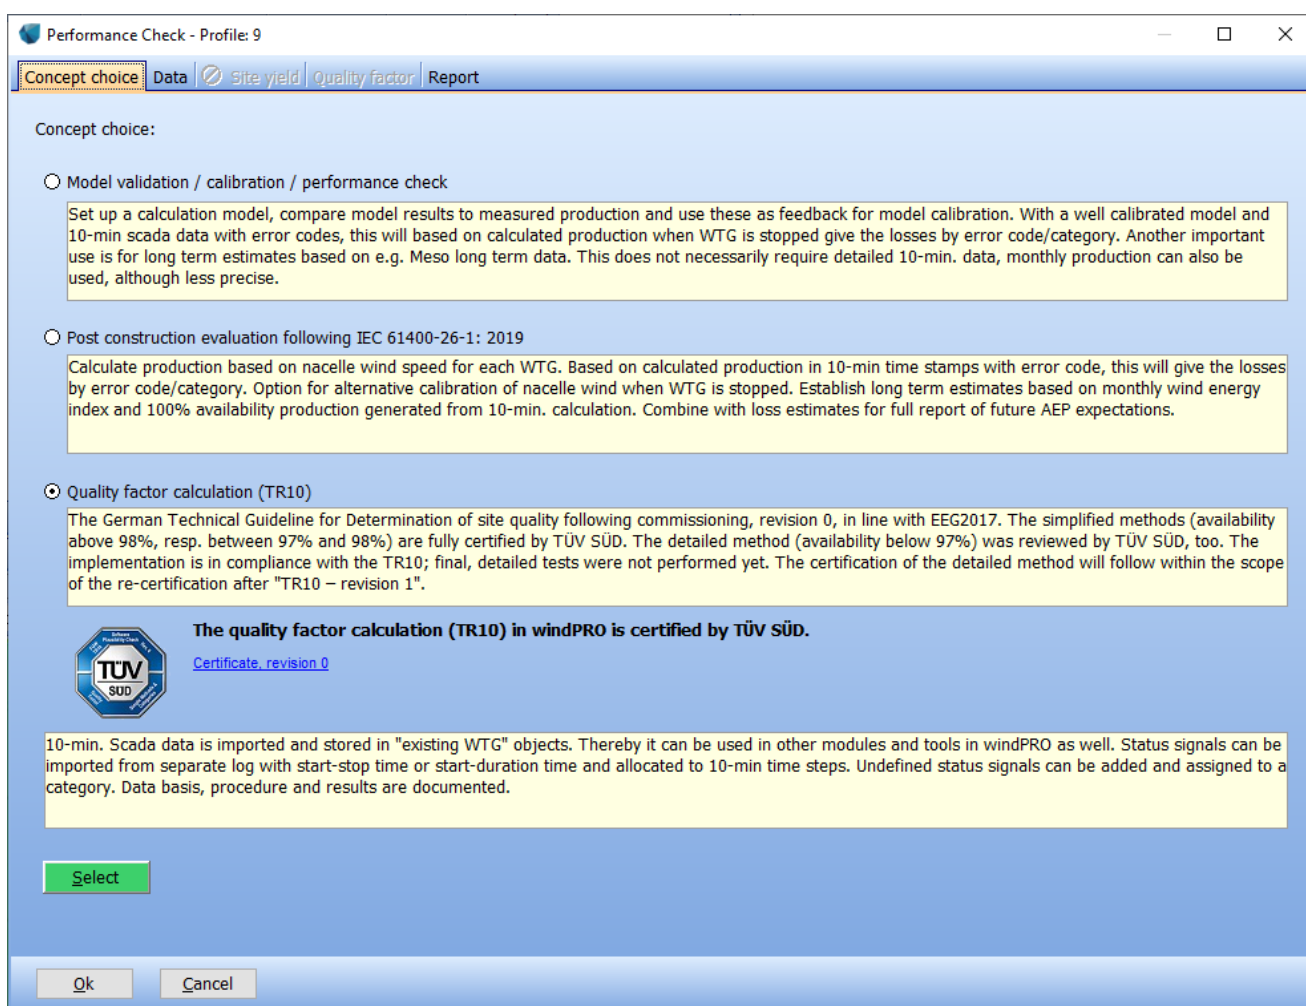 Performance Check - Profile: 9
Concept choice Data Site yield Quality factor Report
Concept choice:
Model validation / calibration / performance check
Set up a calculation model, compare model results to measured production and use these as feedback for model calibration. With a well calibrated model and
10-min scada data with error codes, this will based on calculated production when WTG is stopped give the losses by error code/category. Another important
use is for long term estimates based on e.g. Meso long term data. This does not necessarily require detailed 10-min. data, monthly production can also be
used, although less precise.
Post construction evaluation following IEC 61400-26-1: 2019
Calculate production based on nacelle wind speed for each WTG. Based on calculated production in 10-min time stamps with error code, this will give the losses
by error code/category. Option for alternative calibration of nacelle wind when WTG is stopped. Establish long term estimates based on monthly wind energy
index and 100% availability production generated from 10-min. calculation. Combine with loss estimates for full report of future AEP expectations.
Quality factor calculation (TR10)
The German Technical Guideline for Determination of site quality following commissioning, revision 0, in line with EEG2017. The simplified methods (availability
above 98%, resp. between 97% and 98%) are fully certified by TÜV SÜD. The detailed method (availability below 97%) was reviewed by TÜV SÜD, too. The
implementation is in compliance with the TR10; final, detailed tests were not performed yet. The certification of the detailed method will follow within the scope
of the re-certification after "TR10 – revision 1".
The quality factor calculation (TR10) in windPRO is certified by TÜV SÜD.
Certificate, revision 0
TÜV
SÜD
10-min. Scada data is imported and stored in "existing WTG" objects. Thereby it can be used in other modules and tools in windPRO as well. Status signals can be
imported from separate log with start-stop time or start-duration time and allocated to 10-min time steps. Undefined status signals can be added and assigned to a
category. Data basis, procedure and results are documented.
Select
Ok Cancel